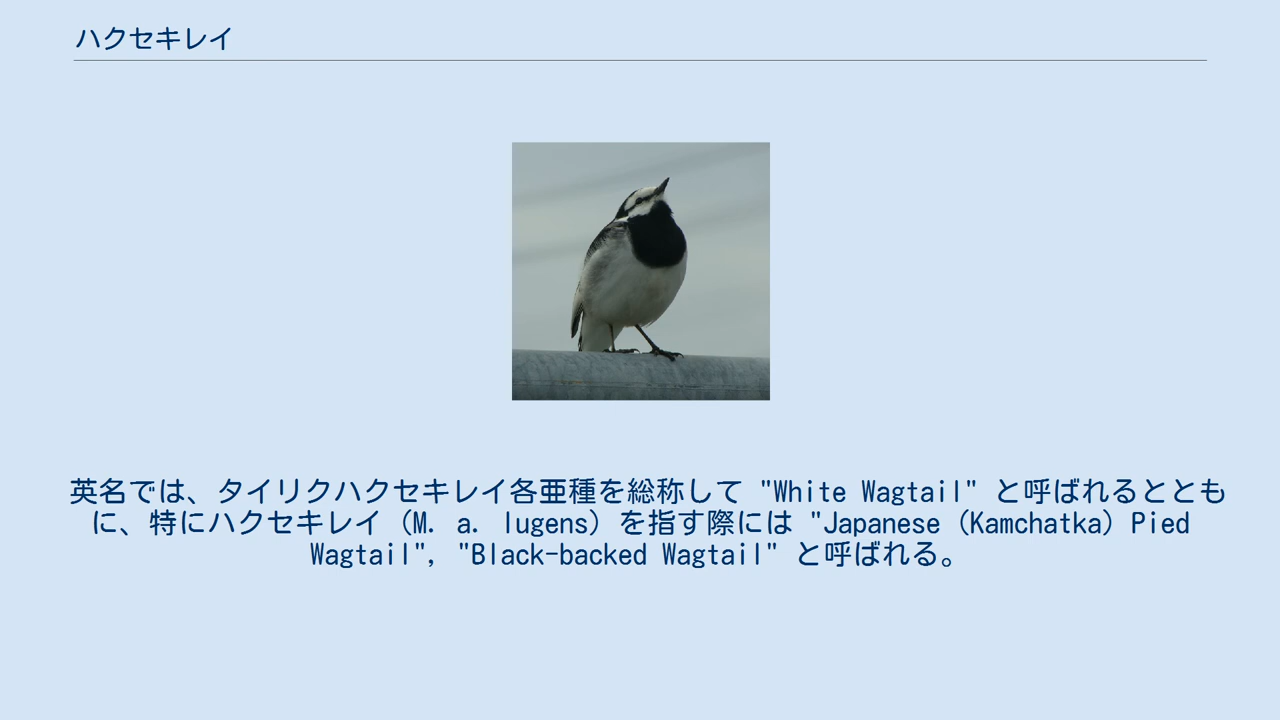 ハクセキレイ
英名では、タイリクハクセキレイ各亜種を総称して "White Wagtail" と呼ばれるととも
に、特にハクセキレイ（M. a. lugens）を指す際には "Japanese（Kamchatka）Pied
Wagtail", "Black-backed Wagtail" と呼ばれる。